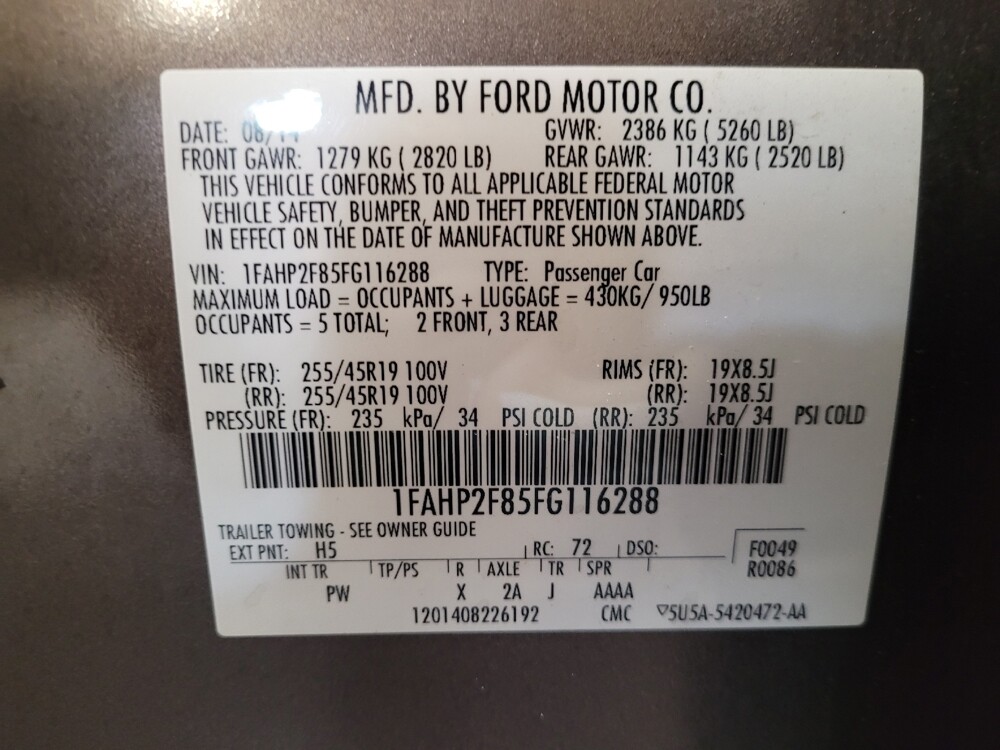 MFD. BY FORD MOTOR CO.
DATE: 08/14 GVWR: 2386 KG ( 5260 LB)
FRONT GAWR: 1279 KG ( 2820 LB) REAR GAWR: 1143 KG ( 2520 LB)
THIS VEHICLE CONFORMS TO ALL APPLICABLE FEDERAL MOTOR
VEHICLE SAFETY, BUMPER, AND THEFT PREVENTION STANDARDS
IN EFFECT ON THE DATE OF MANUFACTURE SHOWN ABOVE.
VIN: 1FAHP2F85FG116288 TYPE: Passenger Car
MAXIMUM LOAD = OCCUPANTS + LUGGAGE = 430KG/ 950LB
OCCUPANTS = 5 TOTAL; 2 FRONT, 3 REAR
TIRE (FR): 255/45R19 100V RIMS (FR): 19X8.5J
(RR): 255/45R19 100V (RR): 19X8.5J
PRESSURE (FR): 235 kPa/ 34 PSI COLD (RR): 235 kPa/ 34 PSI COLD
1FAHP2F85FG116288
TRAILER TOWING - SEE OWNER GUIDE
EXT PNT: H5 RC: 72 DSO: F0049
INT TR TP/PS R AXLE TR SPR R0086
PW X 2A J AAAA
1201408226192 CMC ▽5U5A-5420472-AA